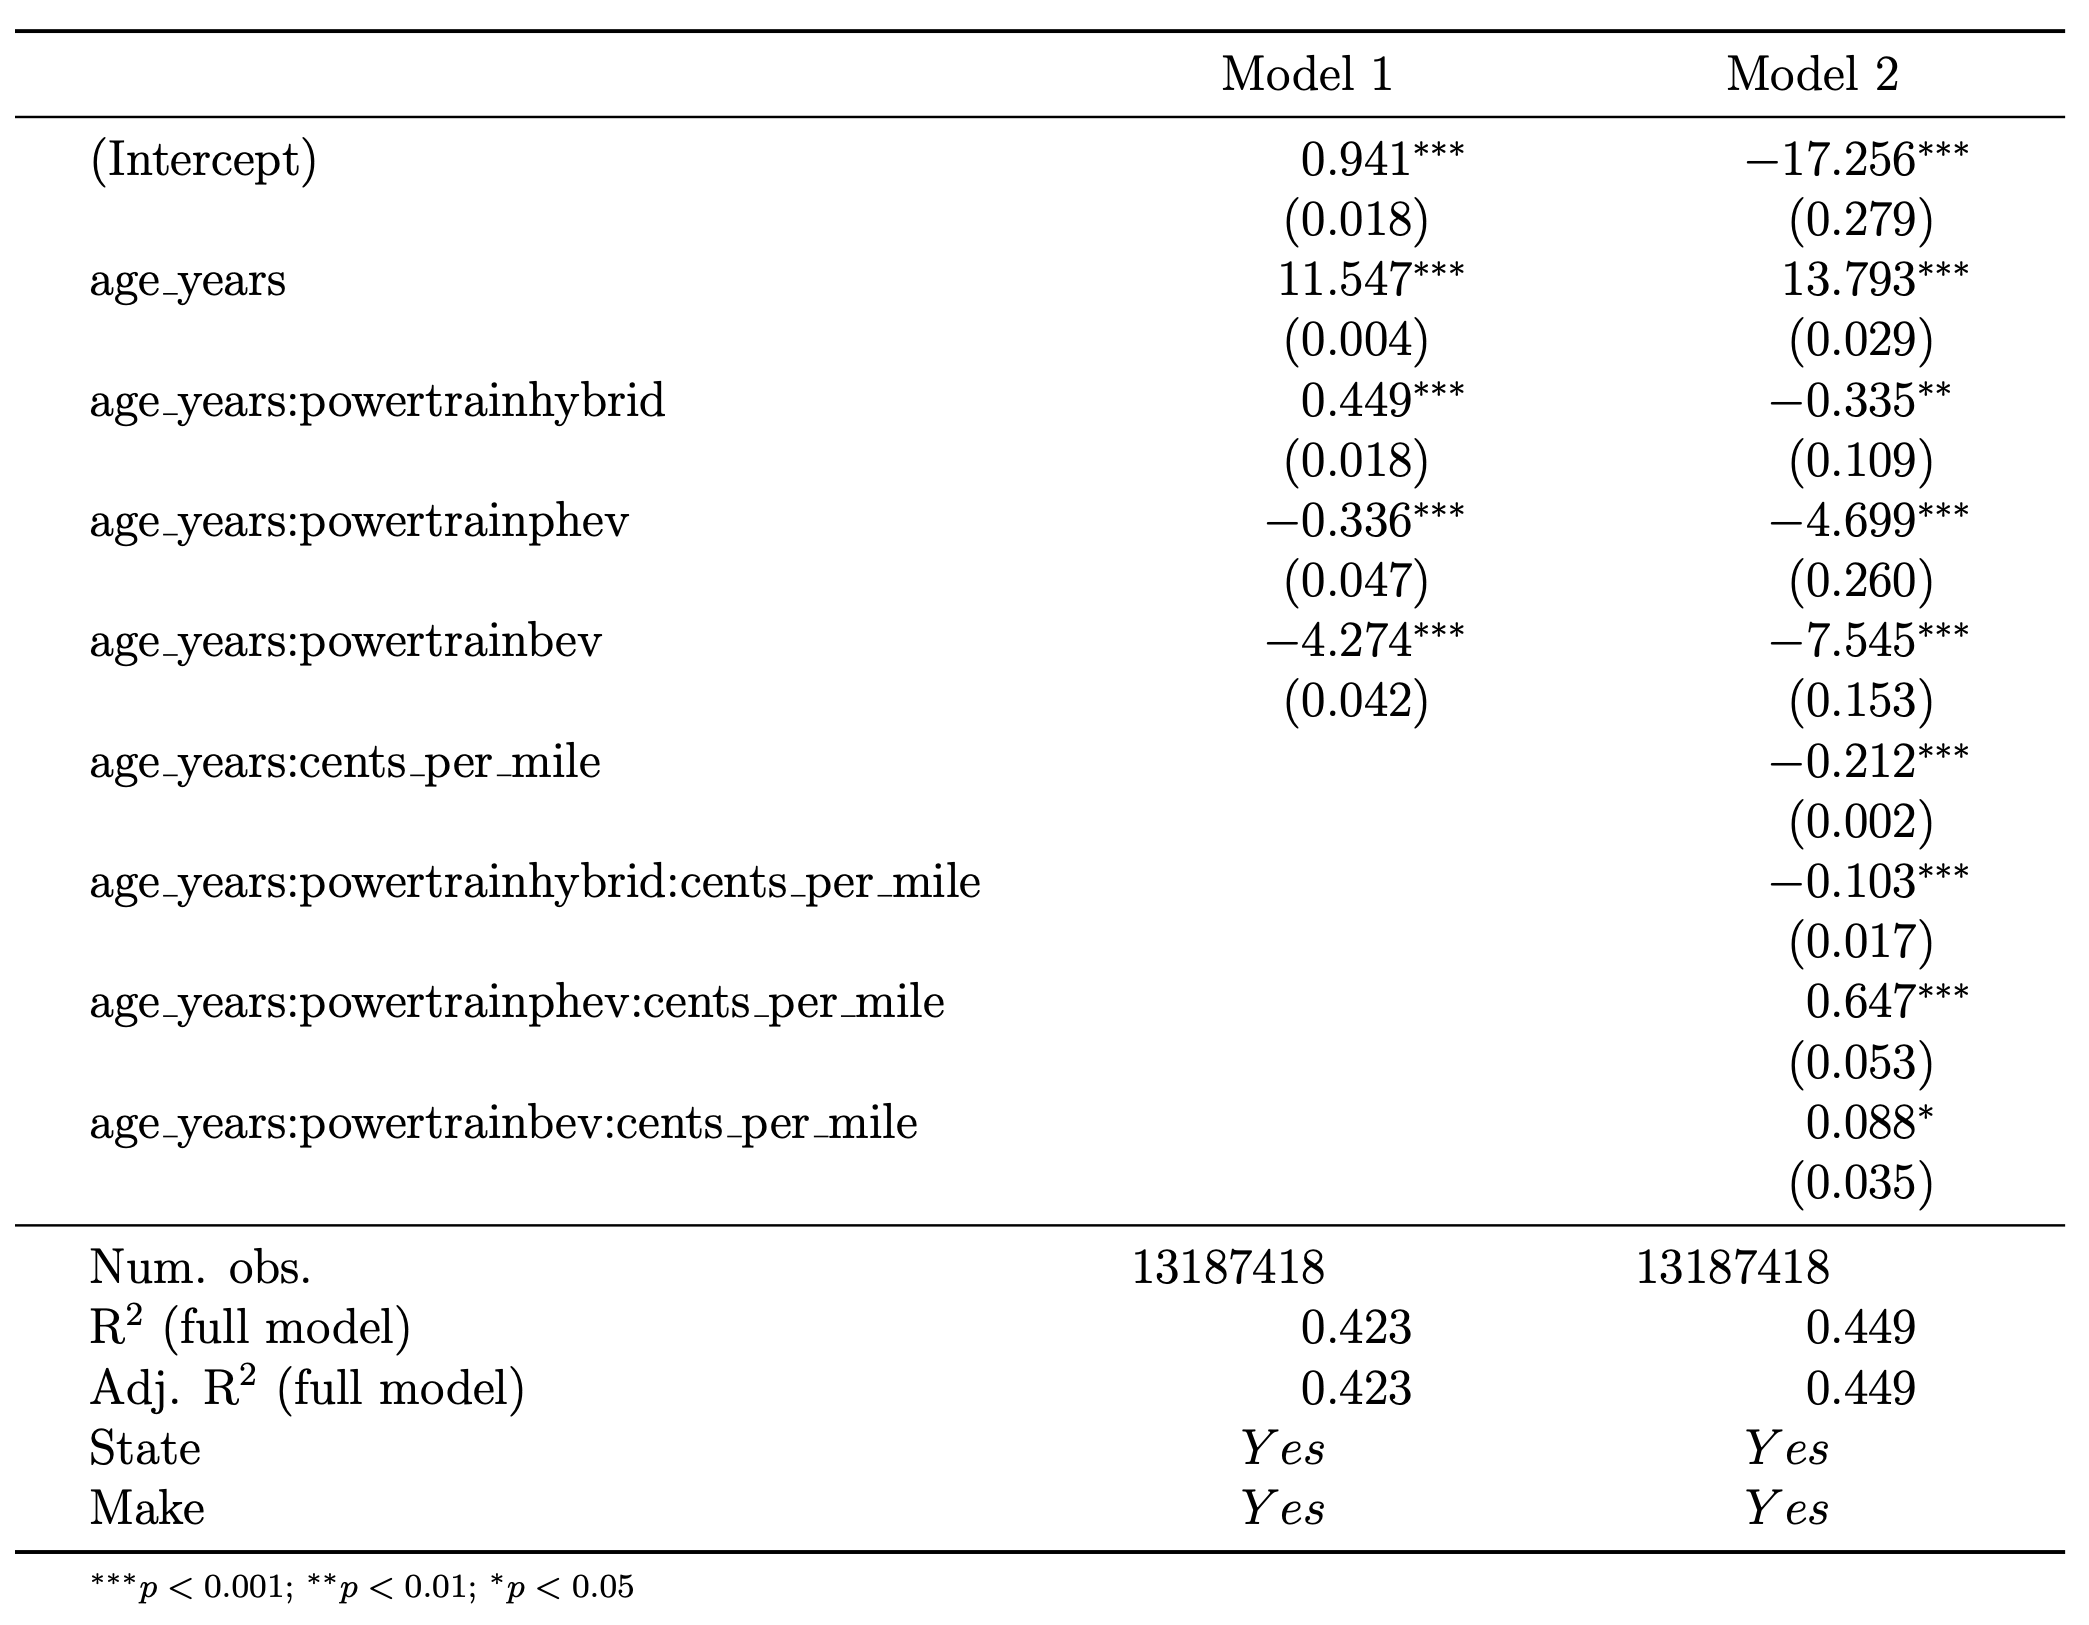 Model 1 Model 2
(Intercept) 0.941*** −17.256***
(0.018) (0.279)
age_years 11.547*** 13.793***
(0.004) (0.029)
age_years:powertrainhybrid 0.449*** −0.335**
(0.018) (0.109)
age_years:powertrainphev −0.336*** −4.699***
(0.047) (0.260)
age_years:powertrainbev −4.274*** −7.545***
(0.042) (0.153)
age_years:cents_per_mile −0.212***
(0.002)
age_years:powertrainhybrid:cents_per_mile −0.103***
(0.017)
age_years:powertrainphev:cents_per_mile 0.647***
(0.053)
age_years:powertrainbev:cents_per_mile 0.088*
(0.035)
Num. obs. 13187418 13187418
R² (full model) 0.423 0.449
Adj. R² (full model) 0.423 0.449
State Yes Yes
Make Yes Yes
***p < 0.001; **p < 0.01; *p < 0.05